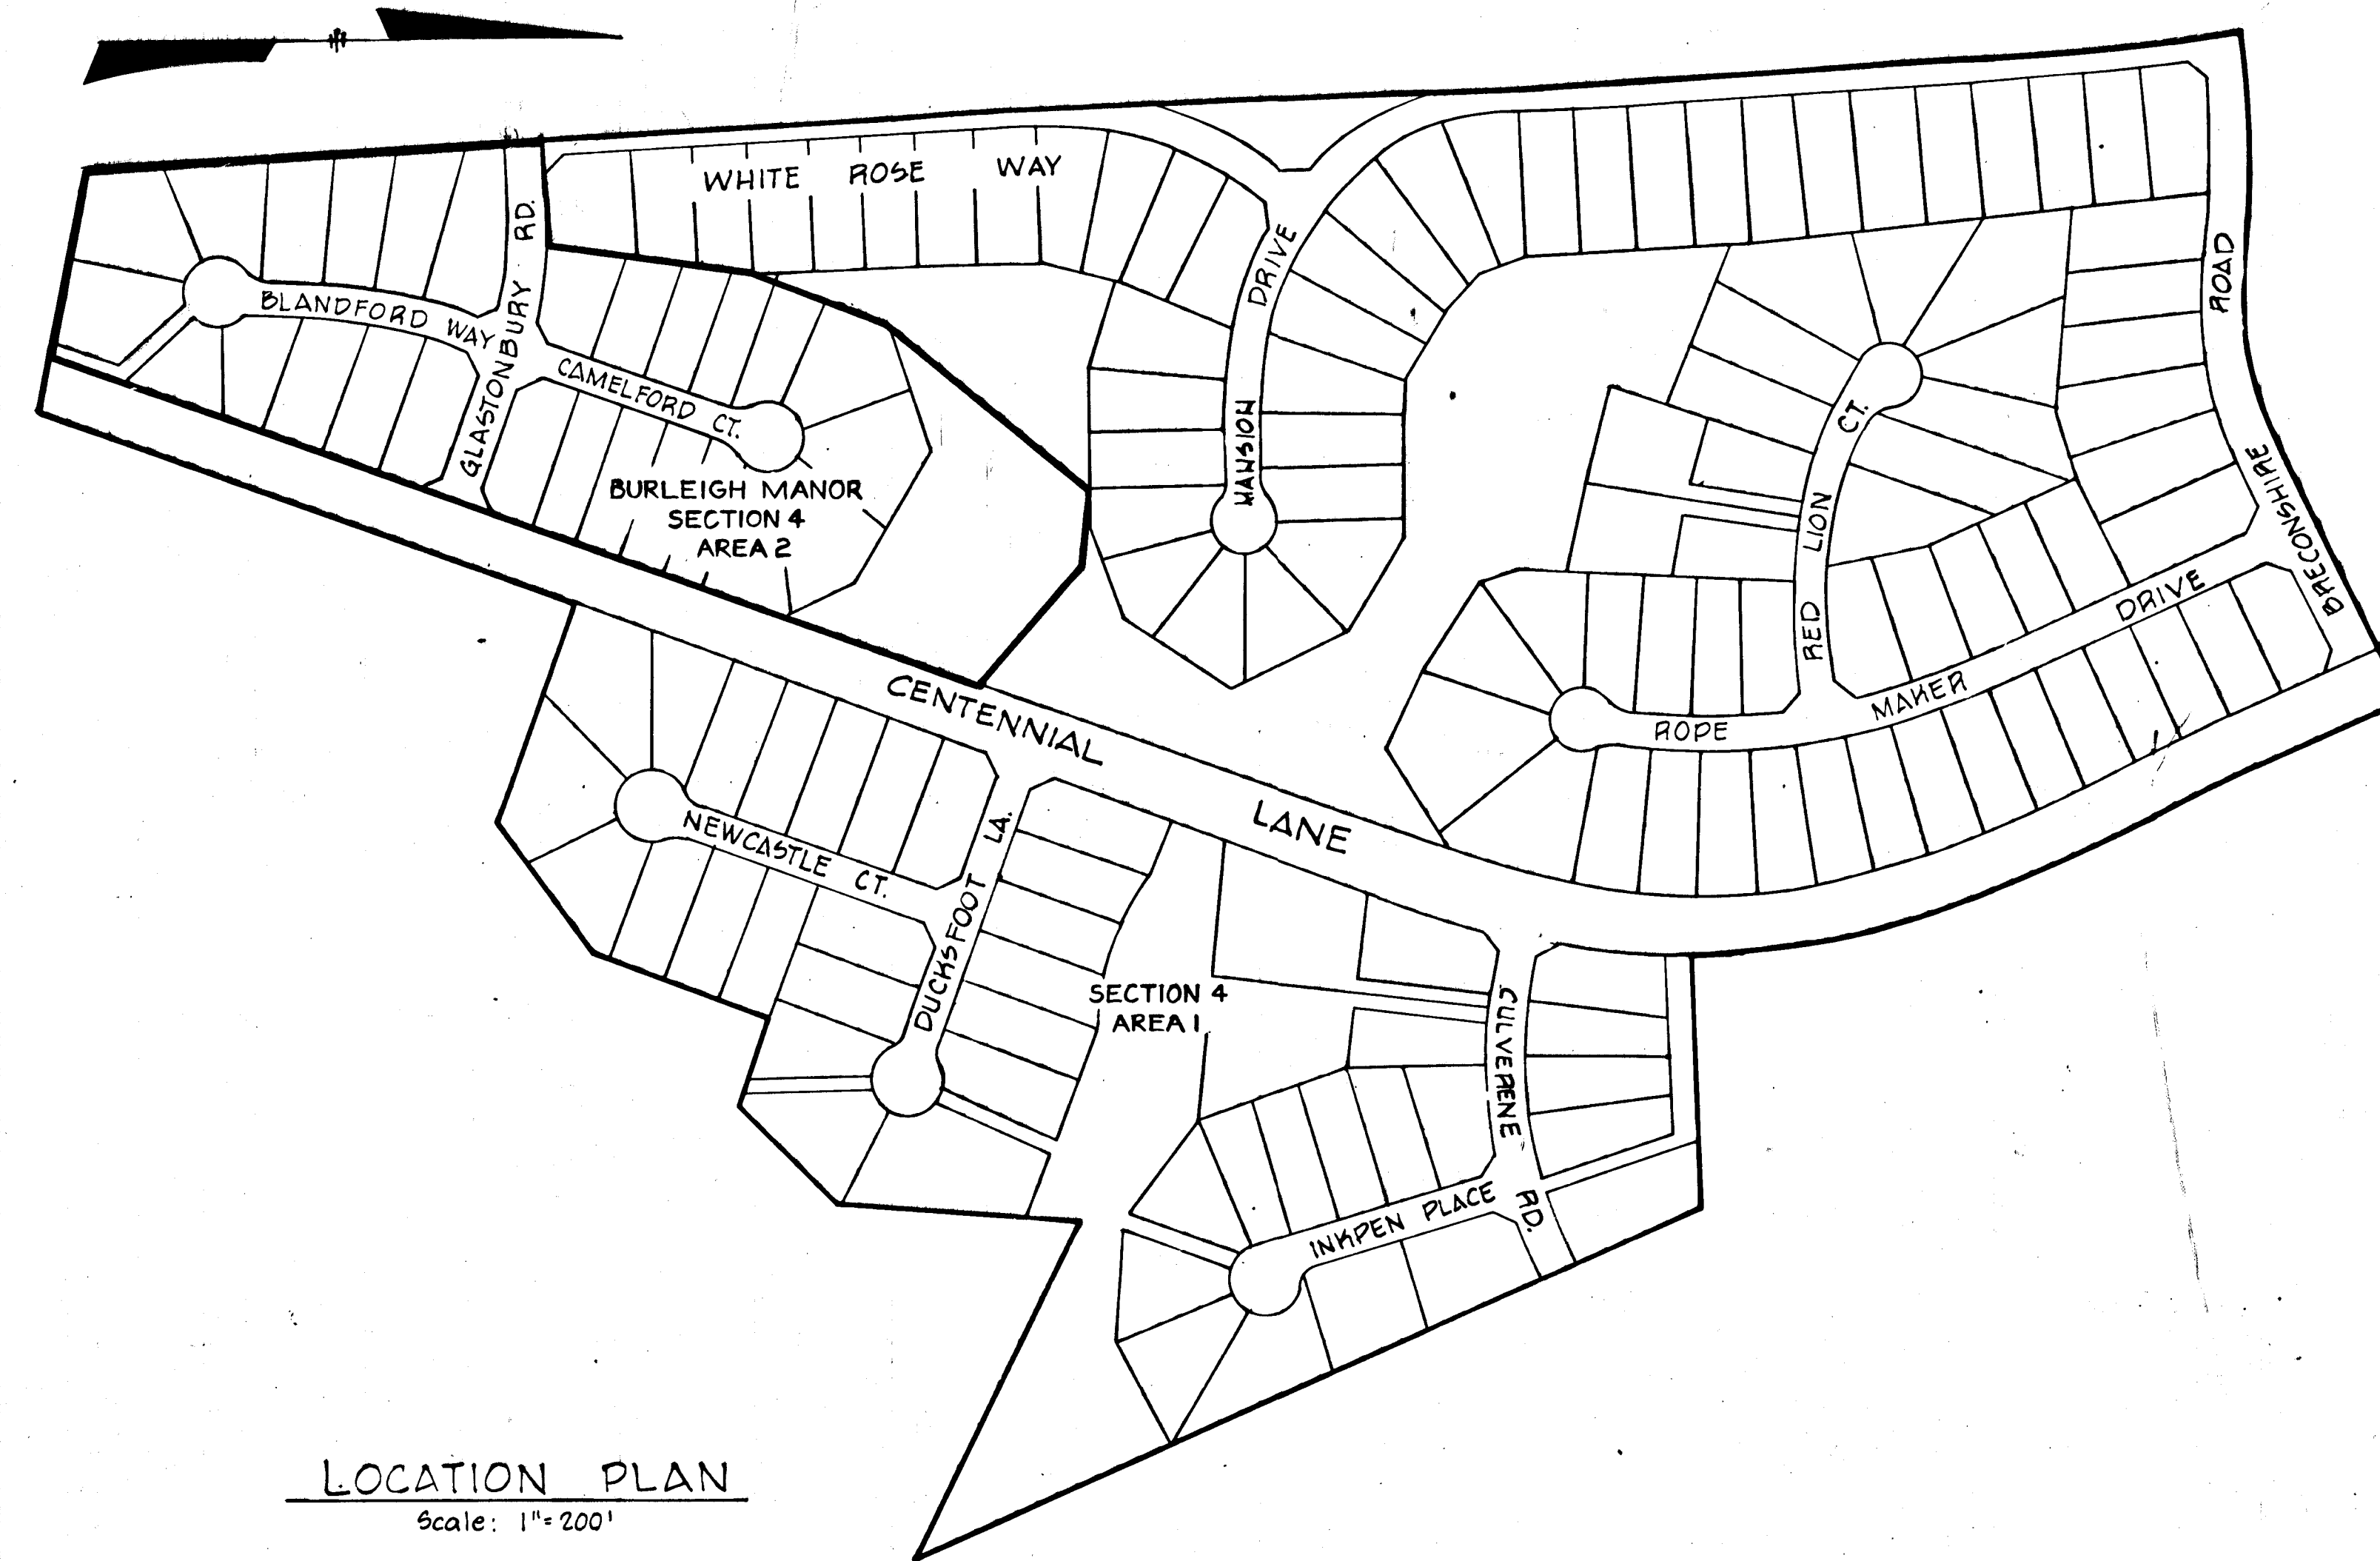 WHITE ROSE WAY
GLASTONBURY RD.
BLANDFORD WAY
CAMELFORD CT.
BURLEIGH MANOR
SECTION 4
AREA 2
MANSION DRIVE
RED LION CT.
BRECONSHIRE ROAD
ROPE MAKER DRIVE
CENTENNIAL LANE
NEWCASTLE CT.
DUCKSFOOT LA.
SECTION 4
AREA 1
CULVERENE RD.
INKPEN PLACE
LOCATION PLAN
Scale: 1"=200'